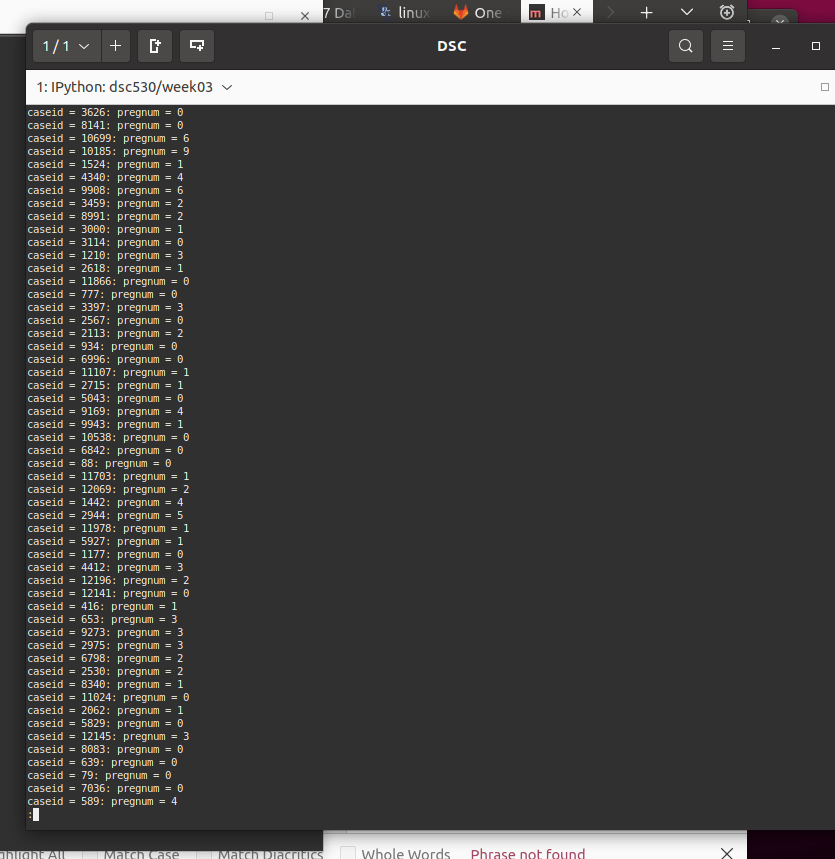 7 Dat
linux
One
Ho
1 / 1
DSC
1: IPython: dsc530/week03
caseid = 3626: pregnum = 0
caseid = 8141: pregnum = 0
caseid = 10699: pregnum = 6
caseid = 10185: pregnum = 9
caseid = 1524: pregnum = 1
caseid = 4340: pregnum = 4
caseid = 9908: pregnum = 6
caseid = 3459: pregnum = 2
caseid = 8991: pregnum = 2
caseid = 3000: pregnum = 1
caseid = 3114: pregnum = 0
caseid = 1210: pregnum = 3
caseid = 2618: pregnum = 1
caseid = 11866: pregnum = 0
caseid = 777: pregnum = 0
caseid = 3397: pregnum = 3
caseid = 2567: pregnum = 0
caseid = 2113: pregnum = 2
caseid = 934: pregnum = 0
caseid = 6996: pregnum = 0
caseid = 11107: pregnum = 1
caseid = 2715: pregnum = 1
caseid = 5043: pregnum = 0
caseid = 9169: pregnum = 4
caseid = 9943: pregnum = 1
caseid = 10538: pregnum = 0
caseid = 6842: pregnum = 0
caseid = 88: pregnum = 0
caseid = 11703: pregnum = 1
caseid = 12069: pregnum = 2
caseid = 1442: pregnum = 4
caseid = 2944: pregnum = 5
caseid = 11978: pregnum = 1
caseid = 5927: pregnum = 1
caseid = 1177: pregnum = 0
caseid = 4412: pregnum = 3
caseid = 12196: pregnum = 2
caseid = 12141: pregnum = 0
caseid = 416: pregnum = 1
caseid = 653: pregnum = 3
caseid = 9273: pregnum = 3
caseid = 2975: pregnum = 3
caseid = 6798: pregnum = 2
caseid = 2530: pregnum = 2
caseid = 8340: pregnum = 1
caseid = 11024: pregnum = 0
caseid = 2062: pregnum = 1
caseid = 5829: pregnum = 0
caseid = 12145: pregnum = 3
caseid = 8083: pregnum = 0
caseid = 639: pregnum = 0
caseid = 79: pregnum = 0
caseid = 7036: pregnum = 0
caseid = 589: pregnum = 4
:
ghlight All Match Case Match Diacritics Whole Words Phrase not found